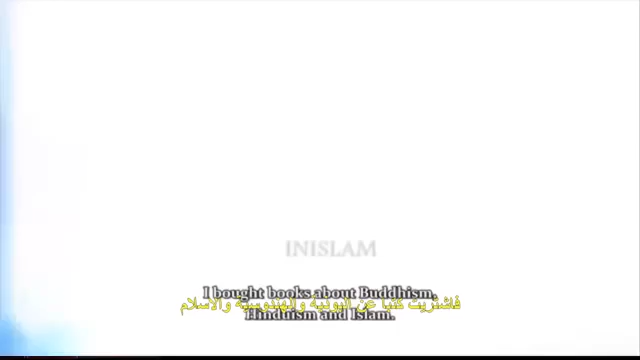 INISLAM
I bought books about Buddhism,
فاشتريت كتبا عن البوذية والهندوسية والاسلام
Hinduism and Islam.